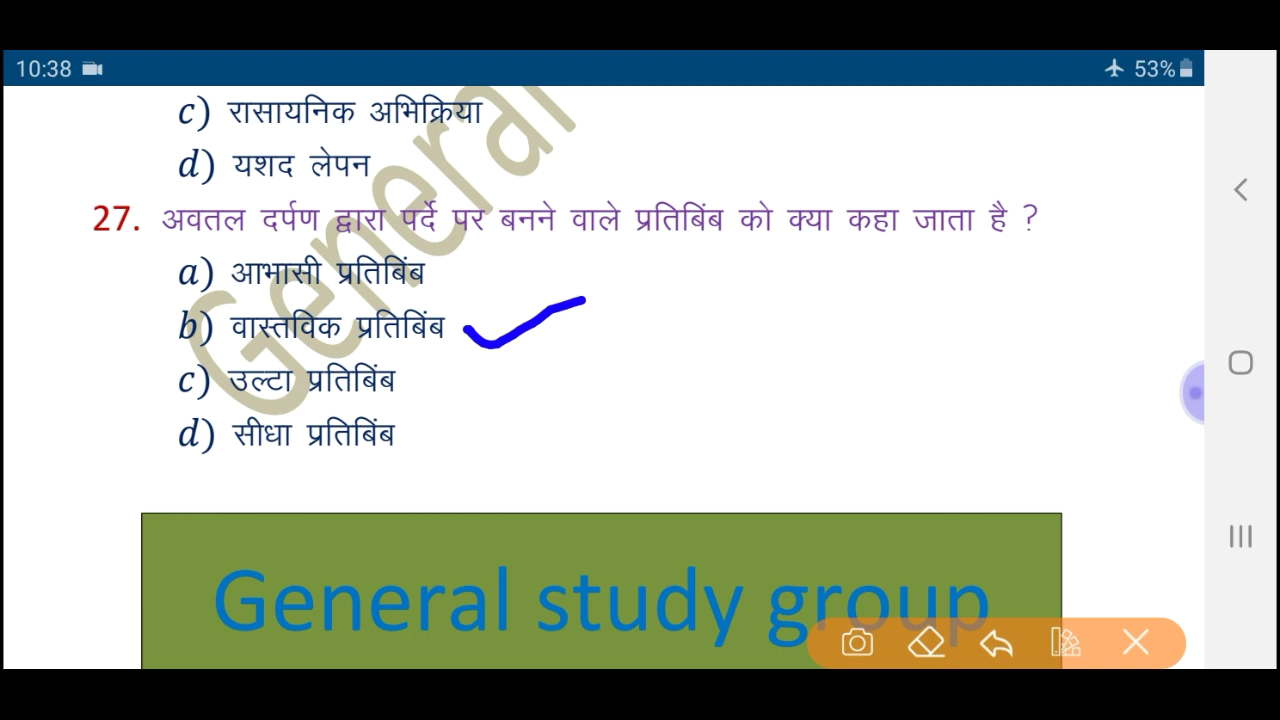 10:38 53%
c) रासायनिक अभिक्रिया
d) यशद लेपन
27. अवतल दर्पण द्वारा पर्दे पर बनने वाले प्रतिबिंब को क्या कहा जाता है ?
a) आभासी प्रतिबिंब
b) वास्तविक प्रतिबिंब
c) उल्टा प्रतिबिंब
d) सीधा प्रतिबिंब
General
General study group